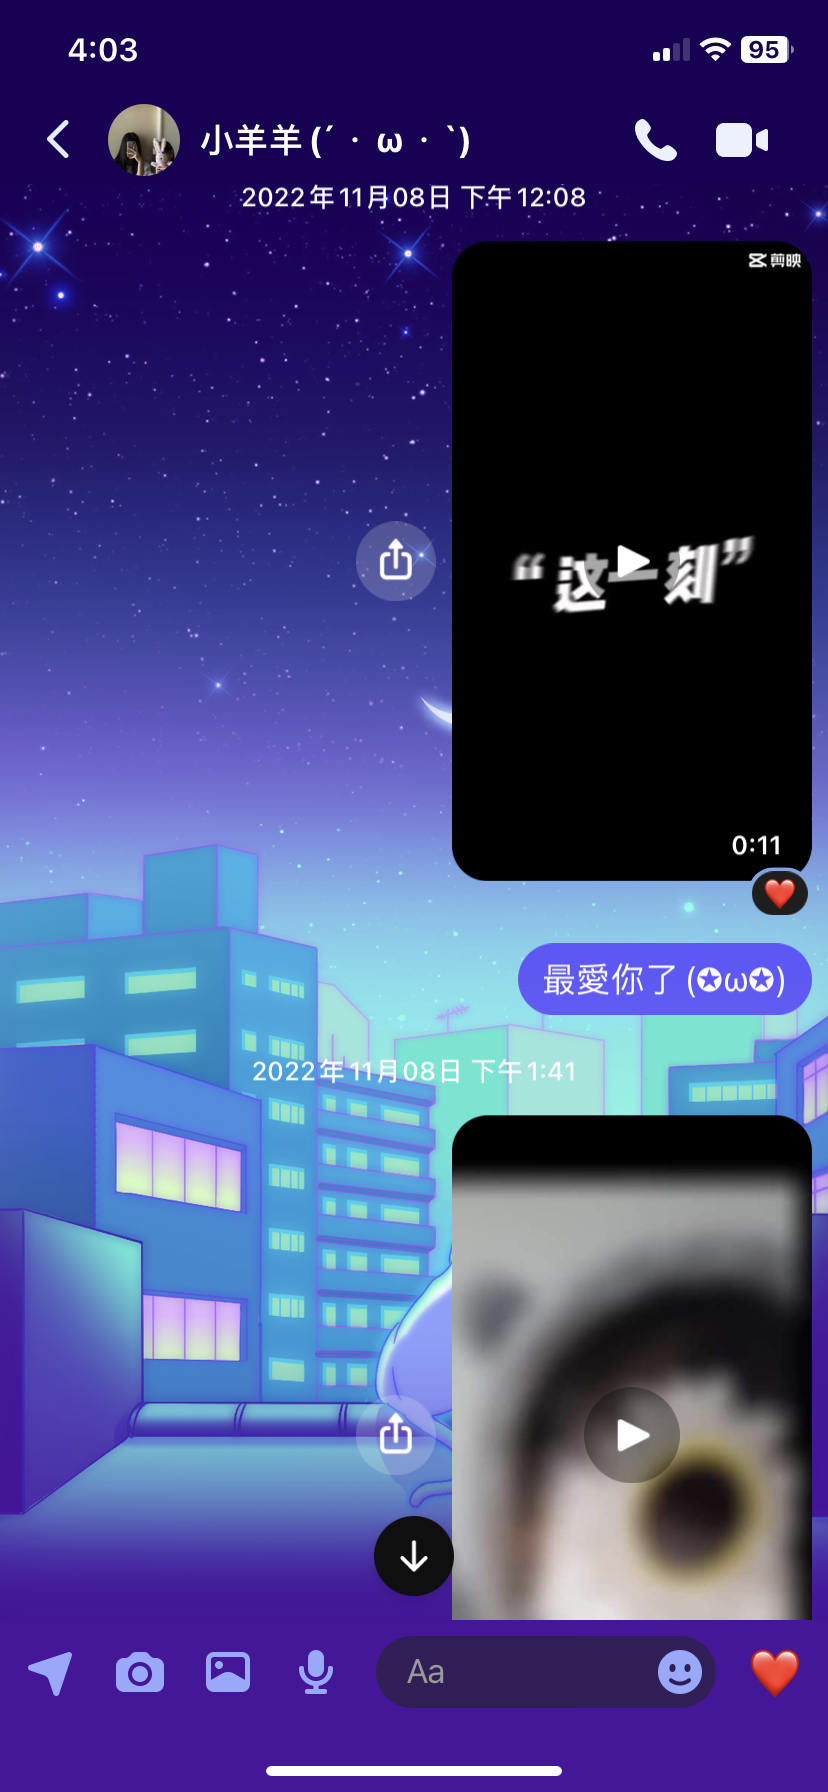 4:03
95
小羊羊 (´・ω・`)
2022年11月08日 下午12:08
剪映
“这一刻”
0:11
最愛你了 (✪ω✪)
2022年11月08日 下午1:41
Aa